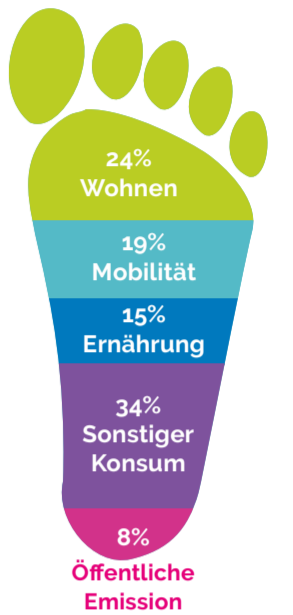 24%
Wohnen
19%
Mobilität
15%
Ernährung
34%
Sonstiger
Konsum
8%
Öffentliche
Emission